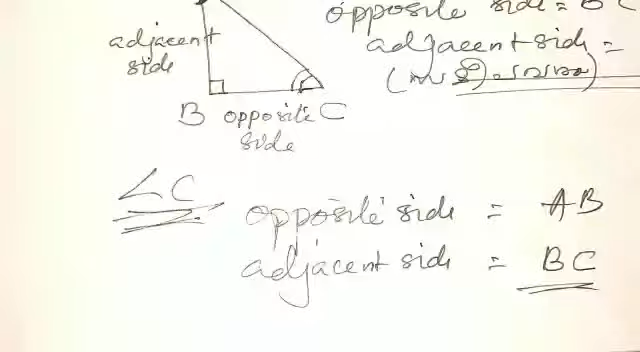 opposite side =
adjacent side =
adjacent
side
B opposite C
side
∠C
opposite side = AB
adjacent side = BC